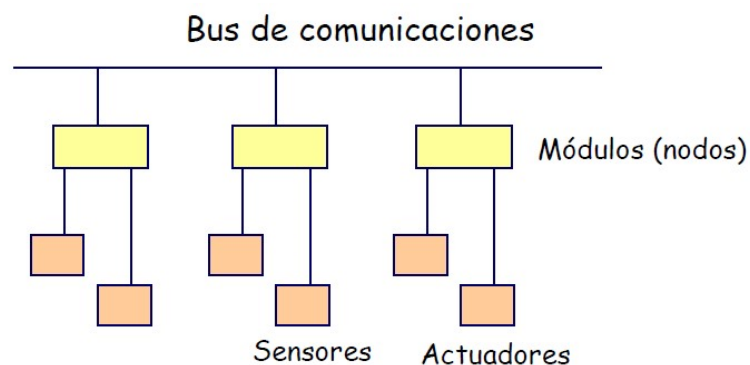 Bus de comunicaciones
Módulos (nodos)
Sensores
Actuadores